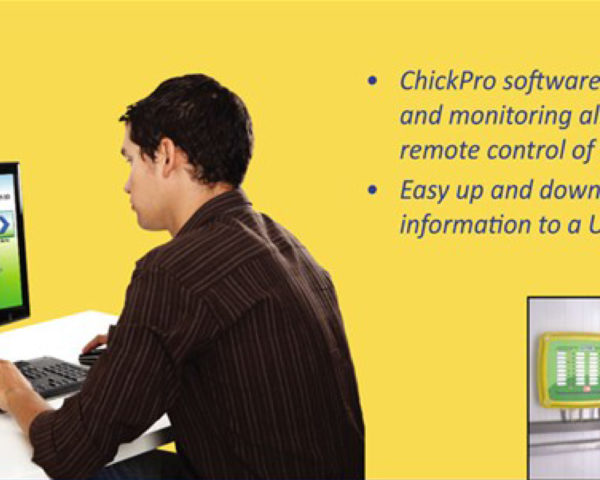 • ChickPro software
and monitoring al
remote control of
• Easy up and down
information to a U